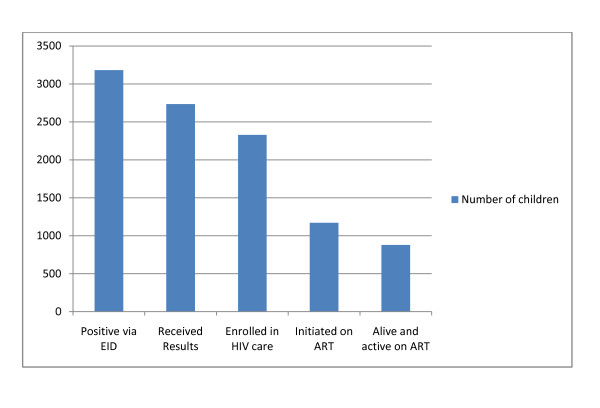 3500
3000
2500
2000
1500
1000
500
0
Positive via
EID
Received
Results
Enrolled in
HIV care
Initiated on
ART
Alive and
active on ART
Number of children